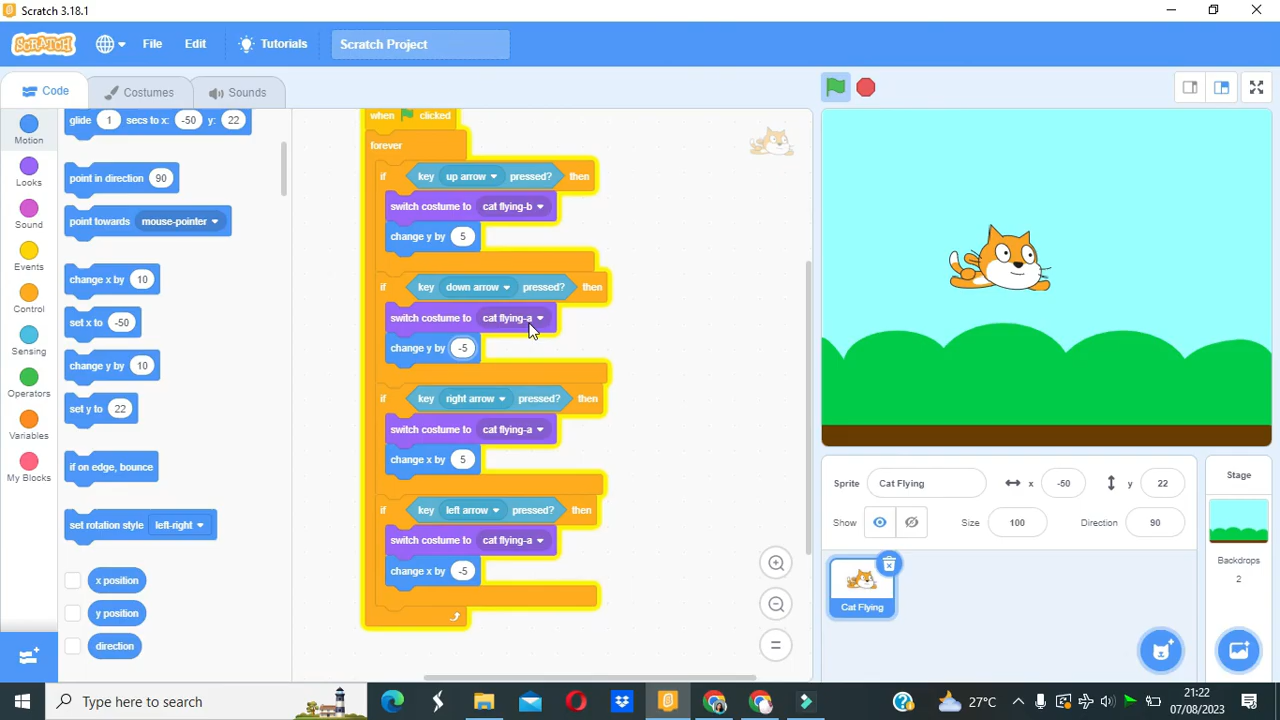 Scratch 3.18.1
SCRATCH
File
Edit
Tutorials
Scratch Project
Code
Costumes
Sounds
Motion
Looks
Sound
Events
Control
Sensing
Operators
Variables
My Blocks
glide 1 secs to x: -50 y: 22
point in direction 90
point towards mouse-pointer
change x by 10
set x to -50
change y by 10
set y to 22
if on edge, bounce
set rotation style left-right
x position
y position
direction
when clicked
forever
if key up arrow pressed? then
switch costume to cat flying-b
change y by 5
if key down arrow pressed? then
switch costume to cat flying-a
change y by -5
if key right arrow pressed? then
switch costume to cat flying-a
change x by 5
if key left arrow pressed? then
switch costume to cat flying-a
change x by -5
Sprite Cat Flying x -50 y 22
Show Size 100 Direction 90
Cat Flying
Stage
Backdrops
2
Type here to search
27°C
21:22
07/08/2023